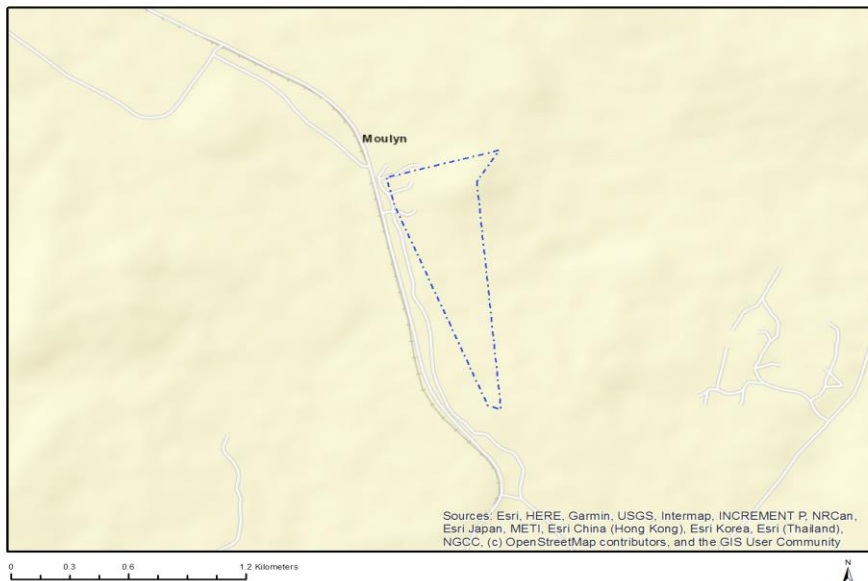 Moulyn
Sources: Esri, HERE, Garmin, USGS, Intermap, INCREMENT P, NRCan,
Esri Japan, METI, Esri China (Hong Kong), Esri Korea, Esri (Thailand),
NGCC, (c) OpenStreetMap contributors, and the GIS User Community
0 0.3 0.6 1.2 Kilometers
N